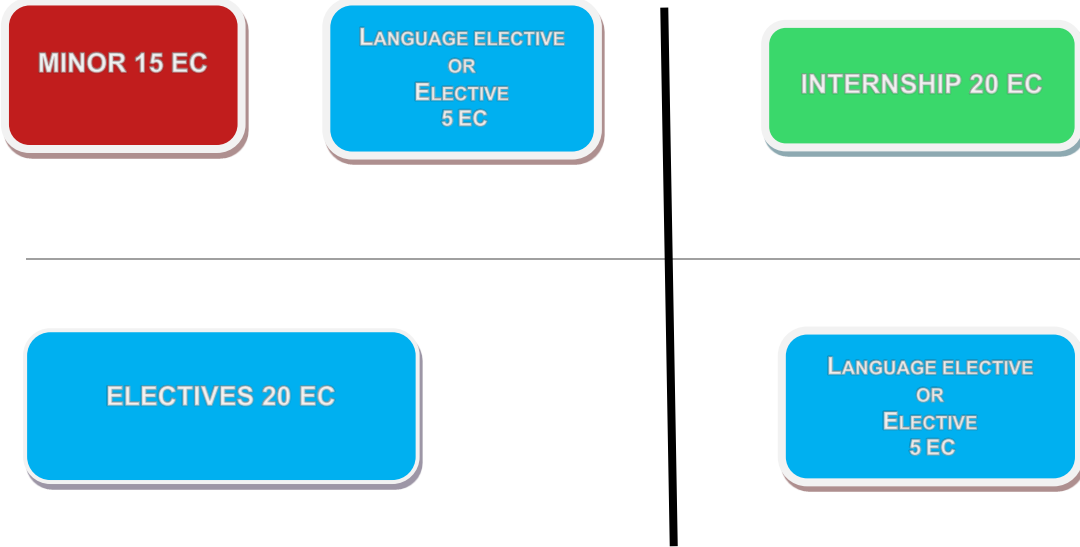 MINOR 15 EC
LANGUAGE ELECTIVE
OR
ELECTIVE
5 EC
INTERNSHIP 20 EC
ELECTIVES 20 EC
LANGUAGE ELECTIVE
OR
ELECTIVE
5 EC